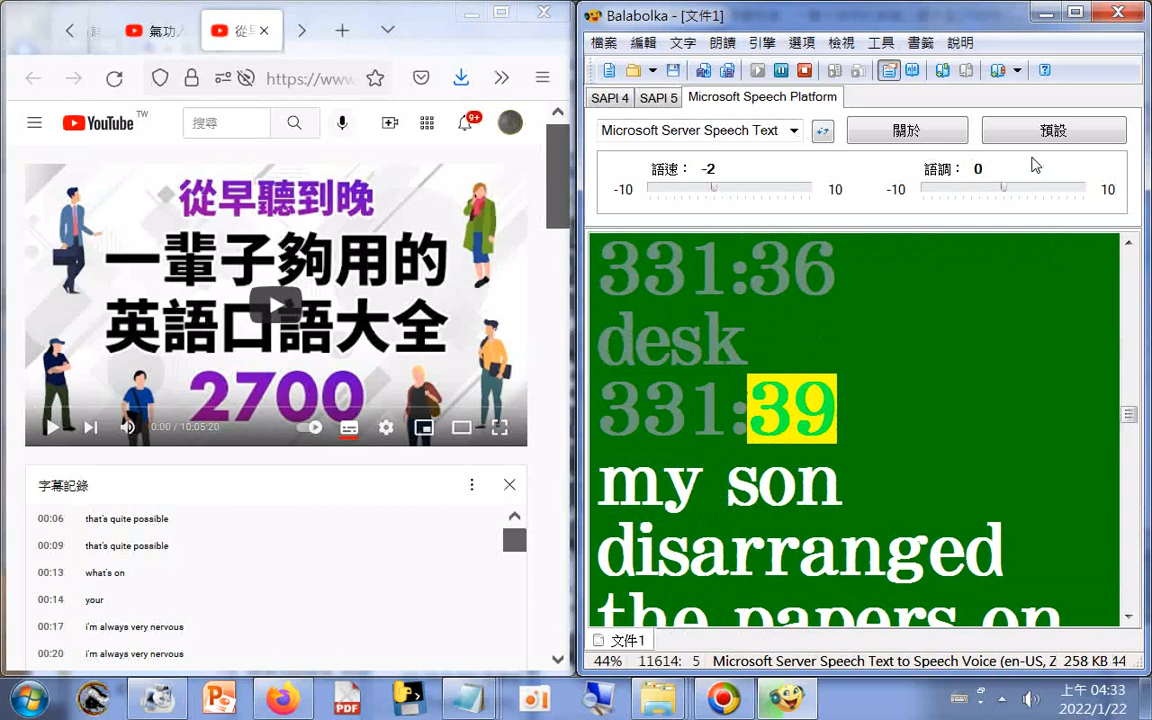 氣功
從
https://www
YouTube TW
搜尋
9+
從早聽到晚
一輩子夠用的
英語口語大全
2700
0:00 / 10:05:20
字幕記錄
00:06 that's quite possible
00:09 that's quite possible
00:13 what's on
00:14 your
00:17 i'm always very nervous
00:20 i'm always very nervous
Balabolka - [文件1]
檔案 編輯 文字 朗讀 引擎 選項 檢視 工具 書籤 說明
SAPI 4 SAPI 5 Microsoft Speech Platform
Microsoft Server Speech Text
關於
預設
語速： -2
-10 10
語調： 0
-10 10
331:36
desk
331:39
my son
disarranged
the papers on
文件1
44% 11614: 5 Microsoft Server Speech Text to Speech Voice (en-US, Z 258 KB 44
PDF
上午 04:33
2022/1/22